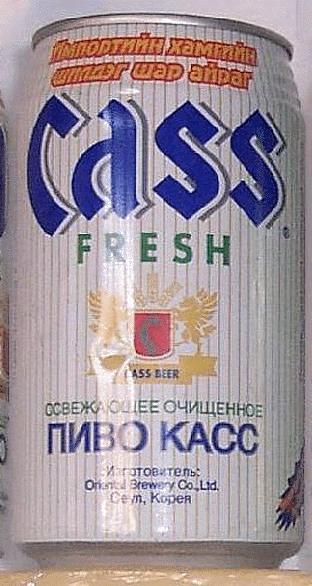 Импортийн хамгийн
шилдэг шар айраг
Cass
FRESH
C
CASS BEER
ОСВЕЖАЮЩЕЕ ОЧИЩЕННОЕ
ПИВО КАСС
Изготовитель:
Oriental Brewery Co.,Ltd.
Сеул, Корея